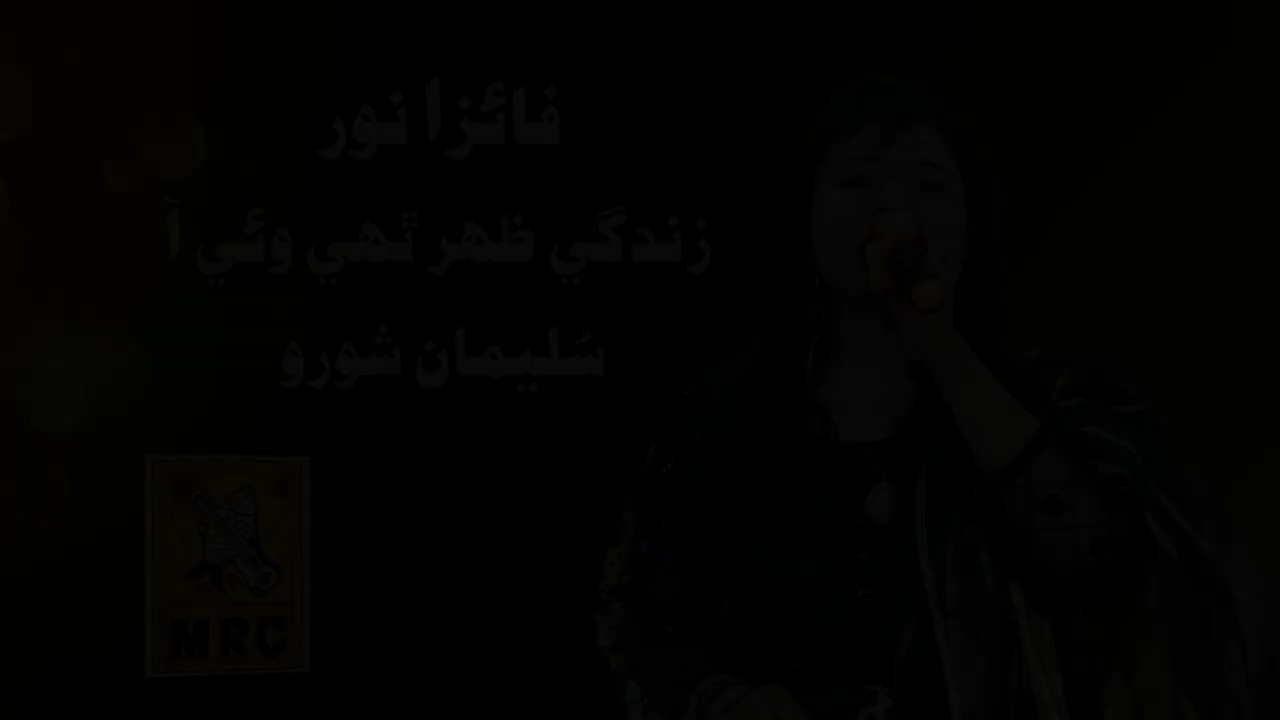 فائزا نور
زندگي ظهر ٿهي وئي آ
سُليمان شورو
MRC